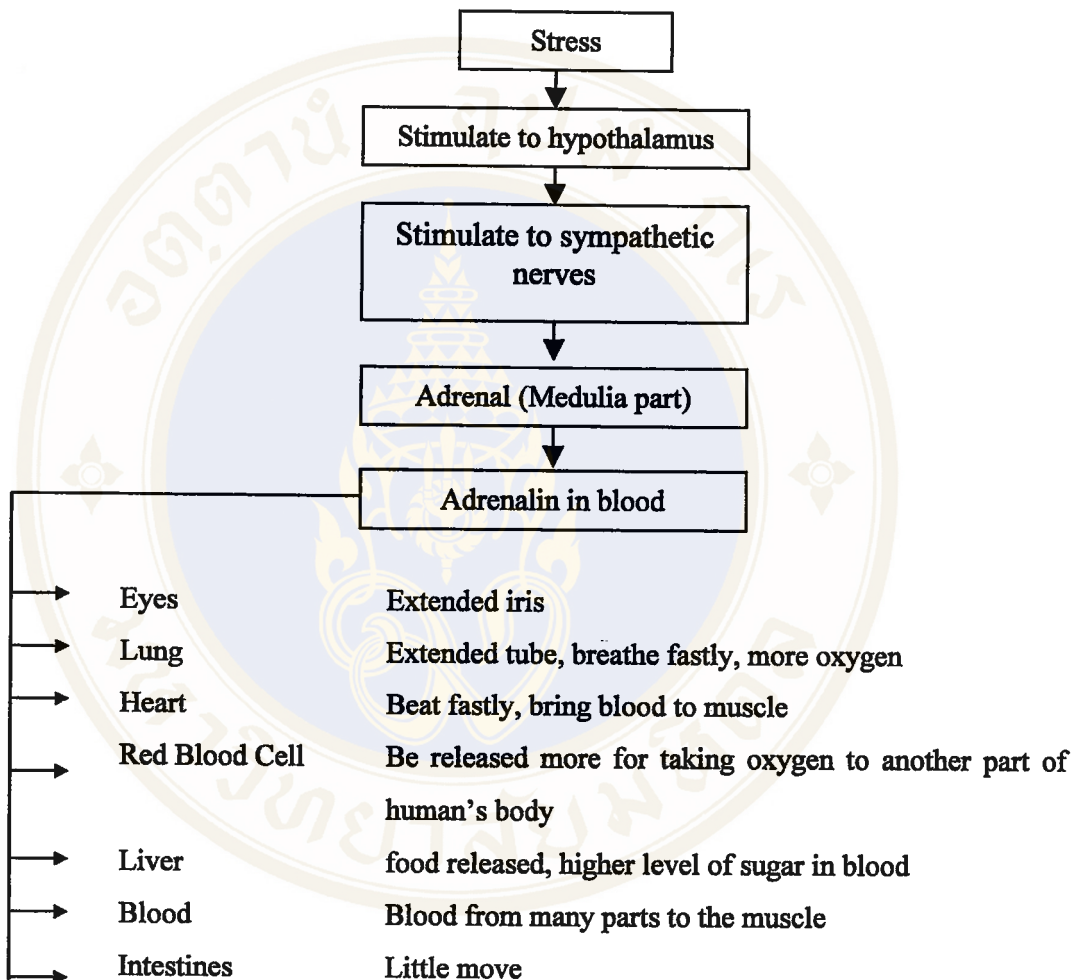 Stress
Stimulate to hypothalamus
Stimulate to sympathetic
nerves
Adrenal (Medulia part)
Adrenalin in blood
Eyes Extended iris
Lung Extended tube, breathe fastly, more oxygen
Heart Beat fastly, bring blood to muscle
Red Blood Cell Be released more for taking oxygen to another part of
human's body
Liver food released, higher level of sugar in blood
Blood Blood from many parts to the muscle
Intestines Little move